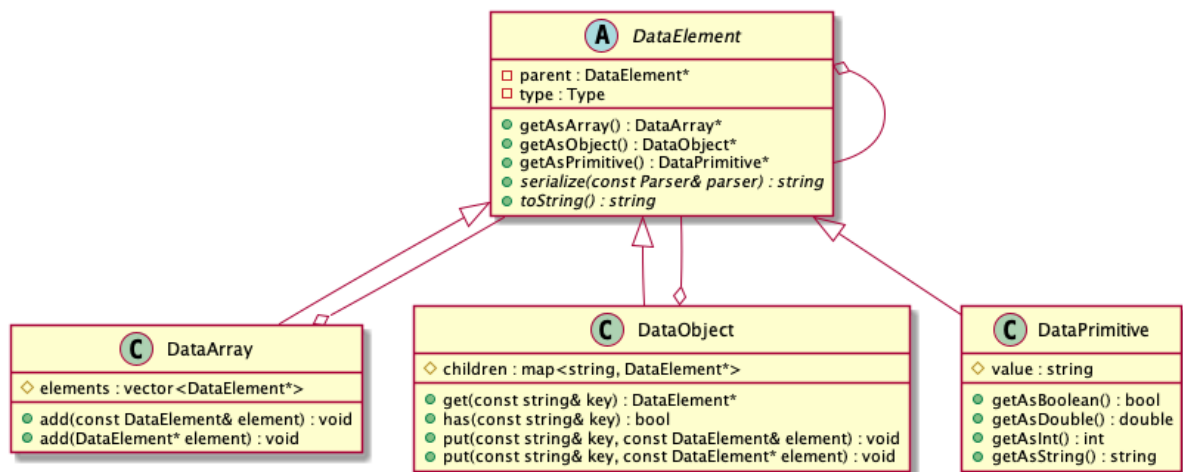 A DataElement
parent : DataElement*
type : Type
getAsArray() : DataArray*
getAsObject() : DataObject*
getAsPrimitive() : DataPrimitive*
serialize(const Parser& parser) : string
toString() : string
C DataArray
elements : vector<DataElement*>
add(const DataElement& element) : void
add(DataElement* element) : void
C DataObject
children : map<string, DataElement*>
get(const string& key) : DataElement*
has(const string& key) : bool
put(const string& key, const DataElement& element) : void
put(const string& key, const DataElement* element) : void
C DataPrimitive
value : string
getAsBoolean() : bool
getAsDouble() : double
getAsInt() : int
getAsString() : string